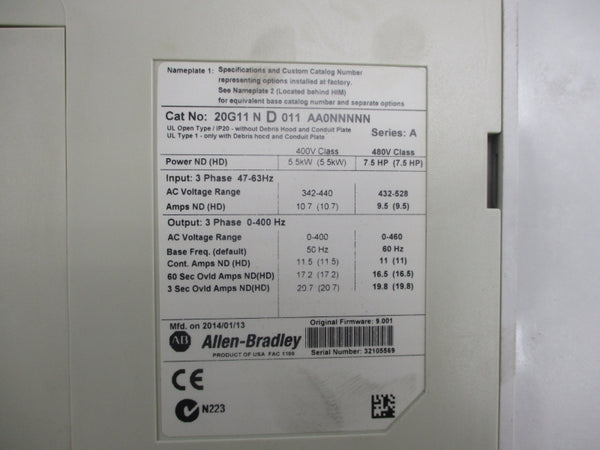 Nameplate 1: Specifications and Custom Catalog Number
representing options installed at factory.
See Nameplate 2 (Located behind HIM)
for equivalent base catalog number and separate options
Cat No: 20G11 N D 011 AA0NNNNN
UL Open Type / IP20 - without Debris Hood and Conduit Plate
UL Type 1 - only with Debris hood and Conduit Plate
Series: A
400V Class 480V Class
Power ND (HD) 5.5kW (5.5kW) 7.5 HP (7.5 HP)
Input: 3 Phase 47-63Hz
AC Voltage Range 342-440 432-528
Amps ND (HD) 10.7 (10.7) 9.5 (9.5)
Output: 3 Phase 0-400 Hz
AC Voltage Range 0-400 0-460
Base Freq. (default) 50 Hz 60 Hz
Cont. Amps ND (HD) 11.5 (11.5) 11 (11)
60 Sec Ovld Amps ND(HD) 17.2 (17.2) 16.5 (16.5)
3 Sec Ovld Amps ND(HD) 20.7 (20.7) 19.8 (19.8)
Mfd. on 2014/01/13
Original Firmware: 9.001
AB Allen-Bradley
PRODUCT OF USA FAC 1100
Serial Number: 32105569
CE
N223